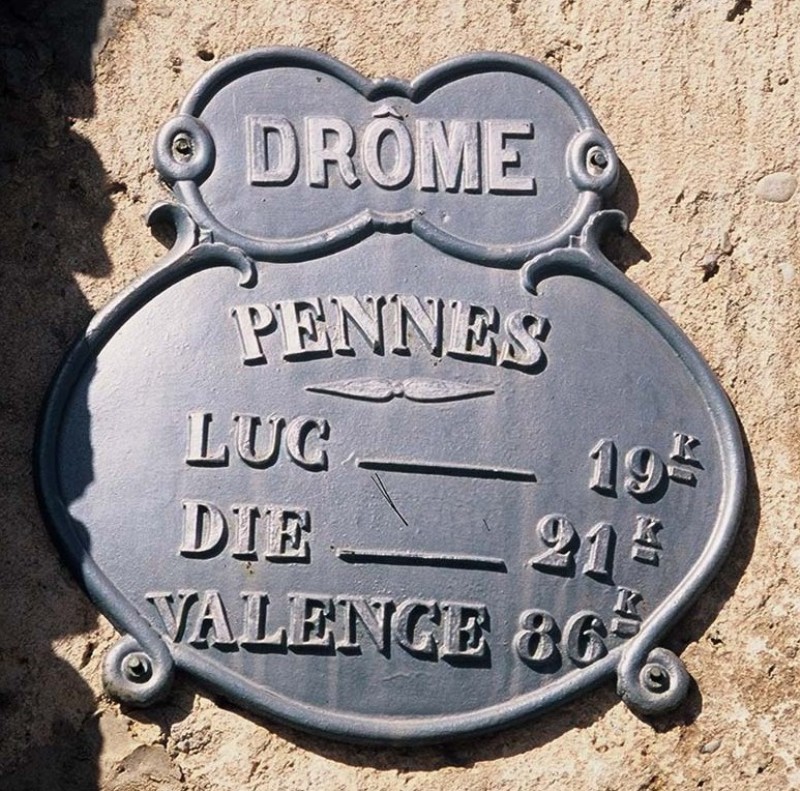 DRÔME
PENNES
LUC 19K
DIE 21K
VALENCE 86K